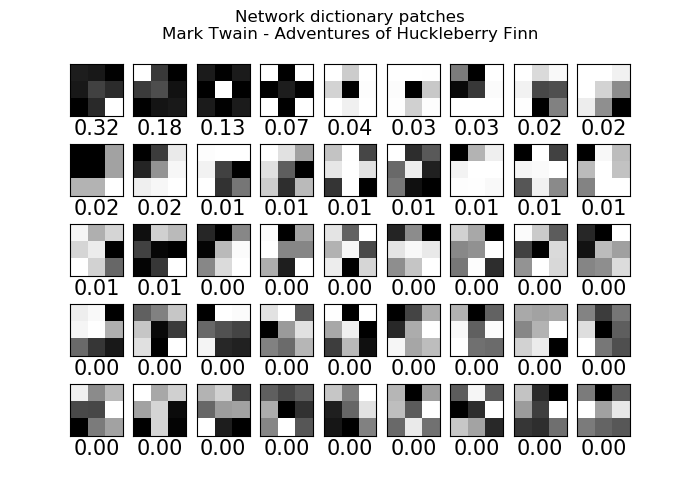 Network dictionary patches
Mark Twain - Adventures of Huckleberry Finn
0.32 0.18 0.13 0.07 0.04 0.03 0.03 0.02 0.02
0.02 0.02 0.01 0.01 0.01 0.01 0.01 0.01 0.01
0.01 0.01 0.00 0.00 0.00 0.00 0.00 0.00 0.00
0.00 0.00 0.00 0.00 0.00 0.00 0.00 0.00 0.00
0.00 0.00 0.00 0.00 0.00 0.00 0.00 0.00 0.00